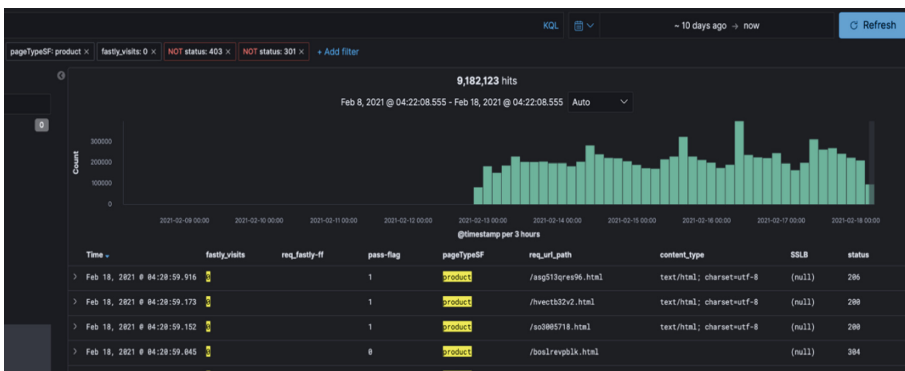 KQL ~ 10 days ago → now Refresh
pageTypeSF: product × fastly_visits: 0 × NOT status: 403 × NOT status: 301 × + Add filter
9,182,123 hits
Feb 8, 2021 @ 04:22:08.555 - Feb 18, 2021 @ 04:22:08.555 Auto
0
Count
300000
200000
100000
0
2021-02-09 00:00 2021-02-10 00:00 2021-02-11 00:00 2021-02-12 00:00 2021-02-13 00:00 2021-02-14 00:00 2021-02-15 00:00 2021-02-16 00:00 2021-02-17 00:00 2021-02-18 00:00
@timestamp per 3 hours
Time fastly_visits req_fastly-ff pass-flag pageTypeSF req_url_path content_type SSLB status
> Feb 18, 2021 @ 04:20:59.916 0 1 product /asg513qres96.html text/html; charset=utf-8 (null) 206
> Feb 18, 2021 @ 04:20:59.173 0 1 product /hvectb32v2.html text/html; charset=utf-8 (null) 200
> Feb 18, 2021 @ 04:20:59.152 0 1 product /so3005718.html text/html; charset=utf-8 (null) 200
> Feb 18, 2021 @ 04:20:59.045 0 0 product /boslrevpblk.html (null) 304